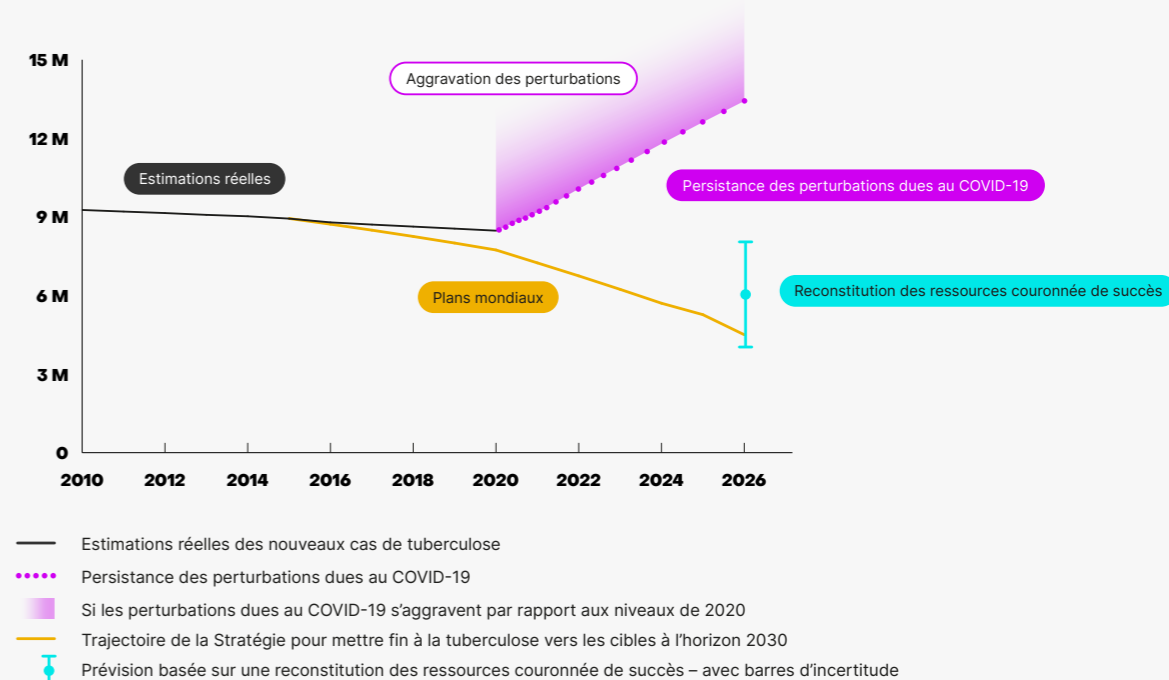 15 M
Aggravation des perturbations
12 M
Estimations réelles
Persistance des perturbations dues au COVID-19
9 M
Reconstitution des ressources couronnée de succès
6 M
Plans mondiaux
3 M
0
2010 2012 2014 2016 2018 2020 2022 2024 2026
Estimations réelles des nouveaux cas de tuberculose
Persistance des perturbations dues au COVID-19
Si les perturbations dues au COVID-19 s’aggravent par rapport aux niveaux de 2020
Trajectoire de la Stratégie pour mettre fin à la tuberculose vers les cibles à l’horizon 2030
Prévision basée sur une reconstitution des ressources couronnée de succès – avec barres d’incertitude